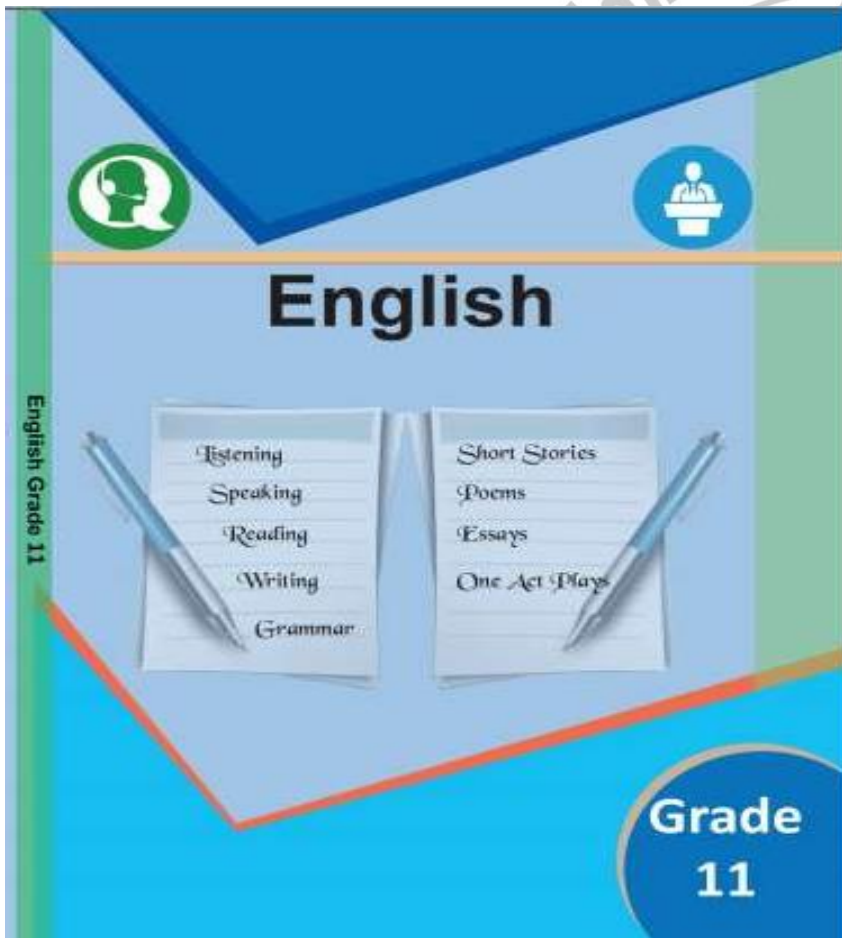 English
Listening
Speaking
Reading
Writing
Grammar
Short Stories
Poems
Essays
One Act Plays
English Grade 11
Grade
11